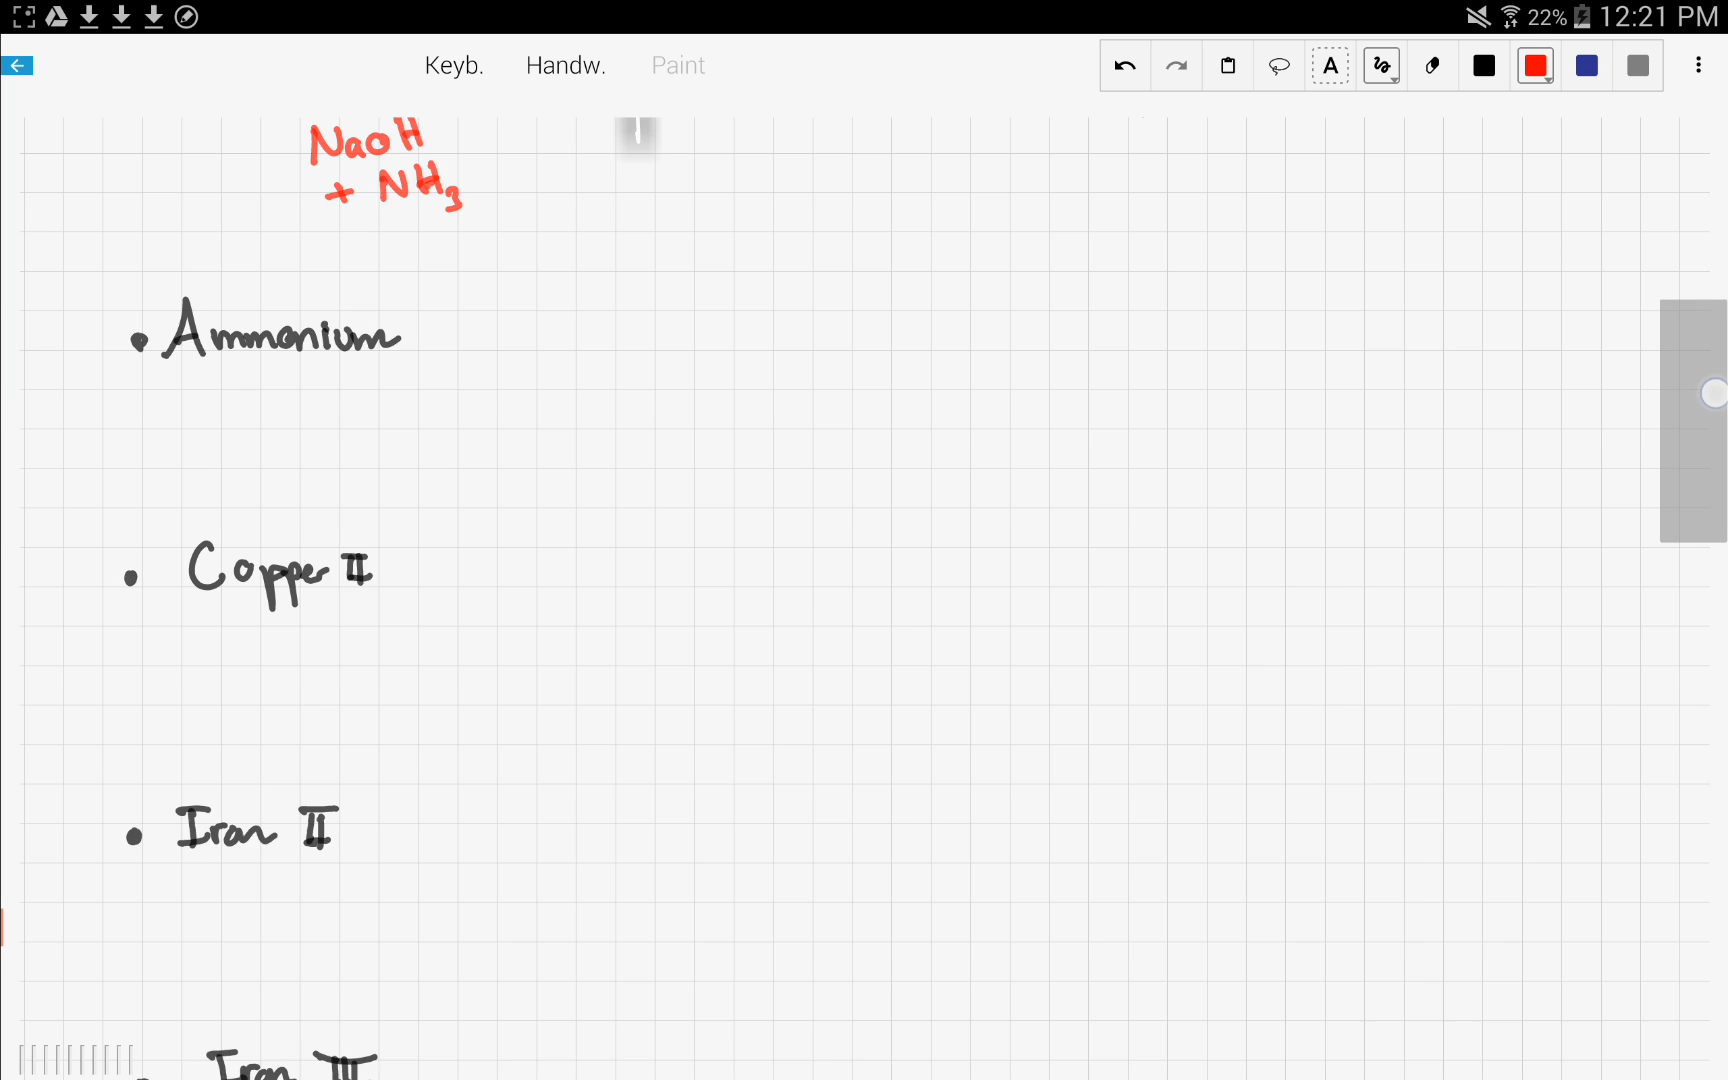 22% 12:21 PM
Keyb. Handw. Paint A
NaOH
+ NH3
• Ammonium
• Copper II
• Iron II
• Iron III